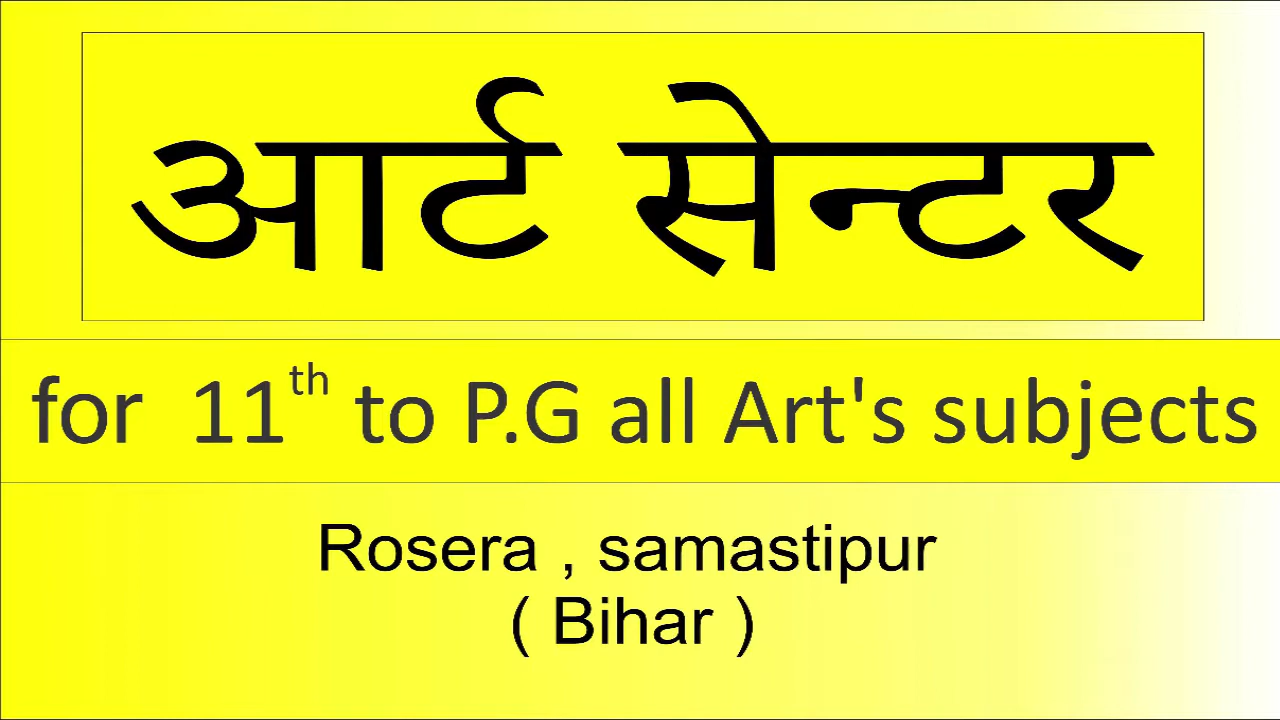 आर्ट सेन्टर
for 11th to P.G all Art's subjects
Rosera , samastipur
( Bihar )